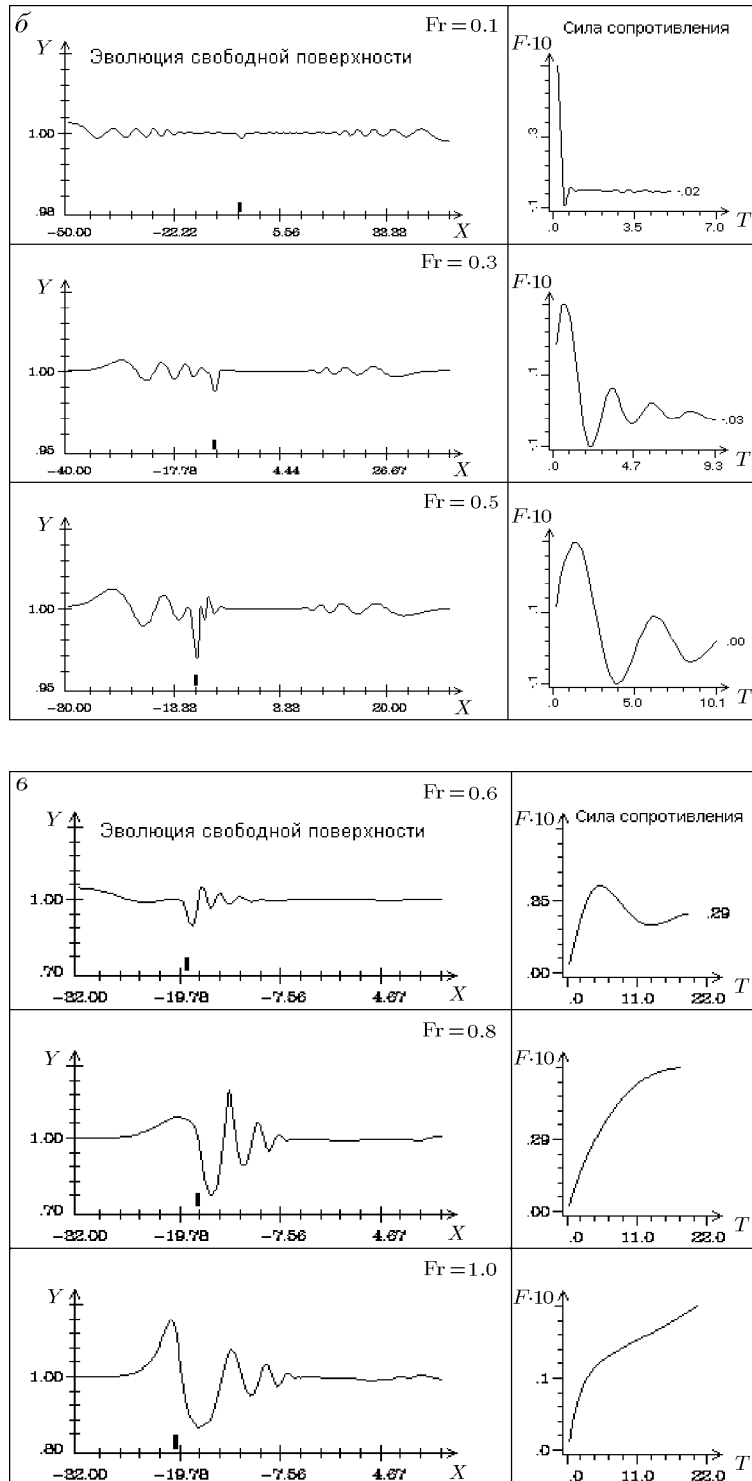 б
Fr = 0.1
Y
Эволюция свободной поверхности
1.00
.98
-50.00 -22.22 5.56 33.33
X
Сила сопротивления
F·10
.3
.1
-.02
.0 3.5 7.0
T
Fr = 0.3
Y
1.00
.95
-40.00 -17.78 4.44 26.67
X
F·10
.1
-.1
-.03
.0 4.7 9.3
T
Fr = 0.5
Y
1.00
.95
-30.00 -13.33 3.33 20.00
X
F·10
.1
-.1
.00
.0 5.0 10.1
T
в
Fr = 0.6
Y
Эволюция свободной поверхности
1.00
.70
-32.00 -19.78 -7.56 4.67
X
Сила сопротивления
F·10
.00
.29
.0 11.0 22.0
T
Fr = 0.8
Y
1.00
.70
-32.00 -19.78 -7.56 4.67
X
F·10
.29
.00
.0 11.0 22.0
T
Fr = 1.0
Y
1.00
-32.00 -19.78 -7.56 4.67
X
F·10
.1
.0
.0 11.0 22.0
T